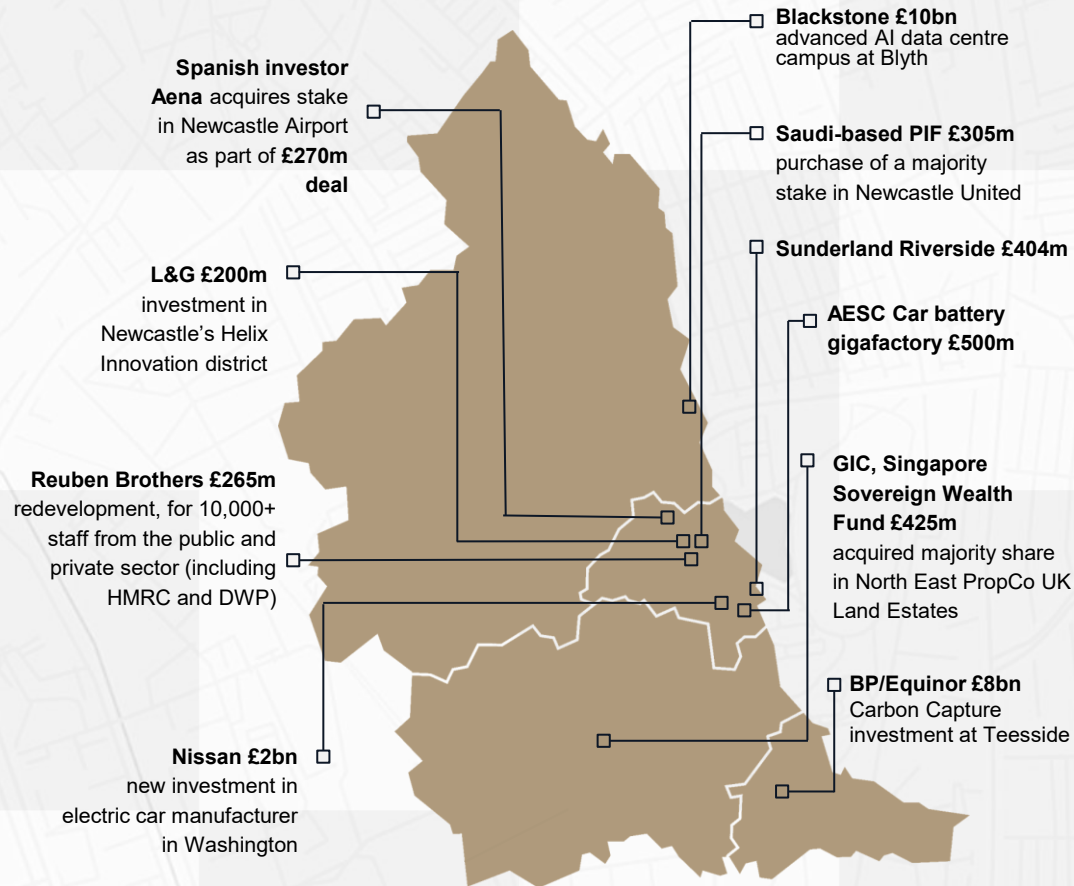 Spanish investor
Aena acquires stake
in Newcastle Airport
as part of £270m
deal
L&G £200m
investment in
Newcastle’s Helix
Innovation district
Reuben Brothers £265m
redevelopment, for 10,000+
staff from the public and
private sector (including
HMRC and DWP)
Nissan £2bn
new investment in
electric car manufacturer
in Washington
Blackstone £10bn
advanced AI data centre
campus at Blyth
Saudi-based PIF £305m
purchase of a majority
stake in Newcastle United
Sunderland Riverside £404m
AESC Car battery
gigafactory £500m
GIC, Singapore
Sovereign Wealth
Fund £425m
acquired majority share
in North East PropCo UK
Land Estates
BP/Equinor £8bn
Carbon Capture
investment at Teesside